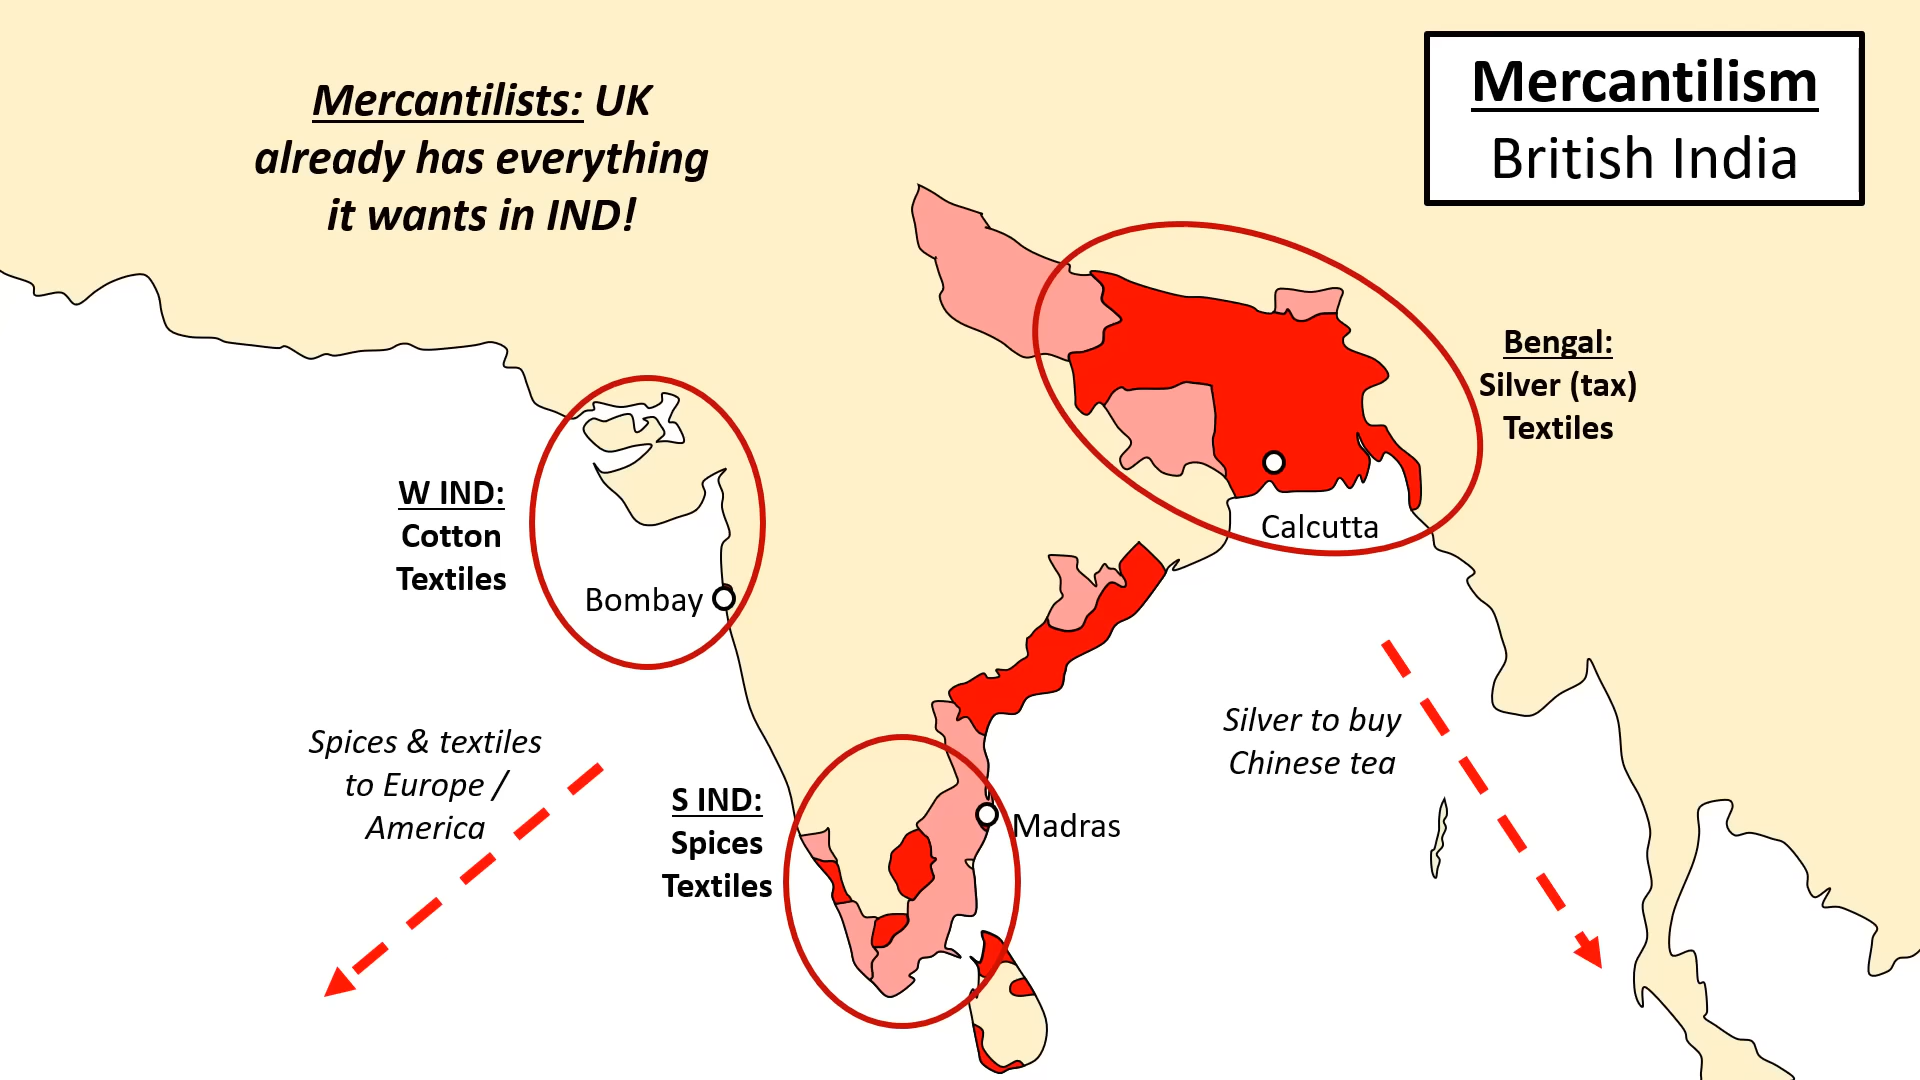 Mercantilism
British India
Mercantilists: UK
already has everything
it wants in IND!
Bengal:
Silver (tax)
Textiles
Calcutta
W IND:
Cotton
Textiles
Bombay
Spices & textiles
to Europe /
America
Silver to buy
Chinese tea
S IND:
Spices
Textiles
Madras